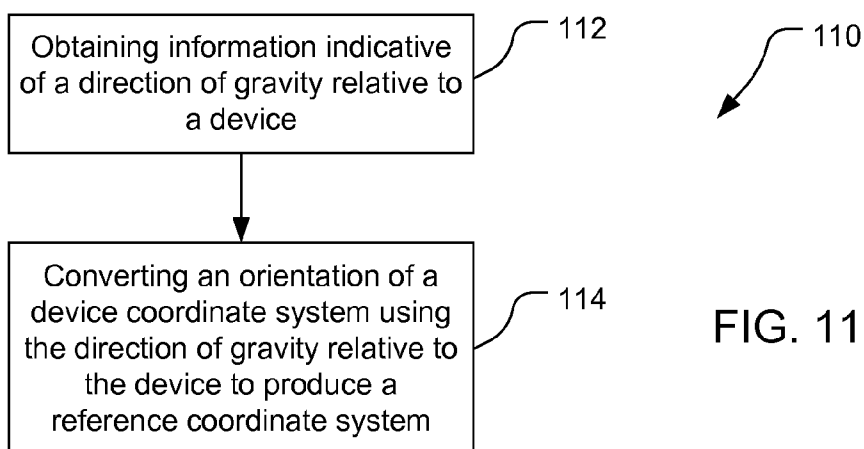 Obtaining information indicative
of a direction of gravity relative to
a device
112
110
Converting an orientation of a
device coordinate system using
the direction of gravity relative to
the device to produce a
reference coordinate system
114
FIG. 11